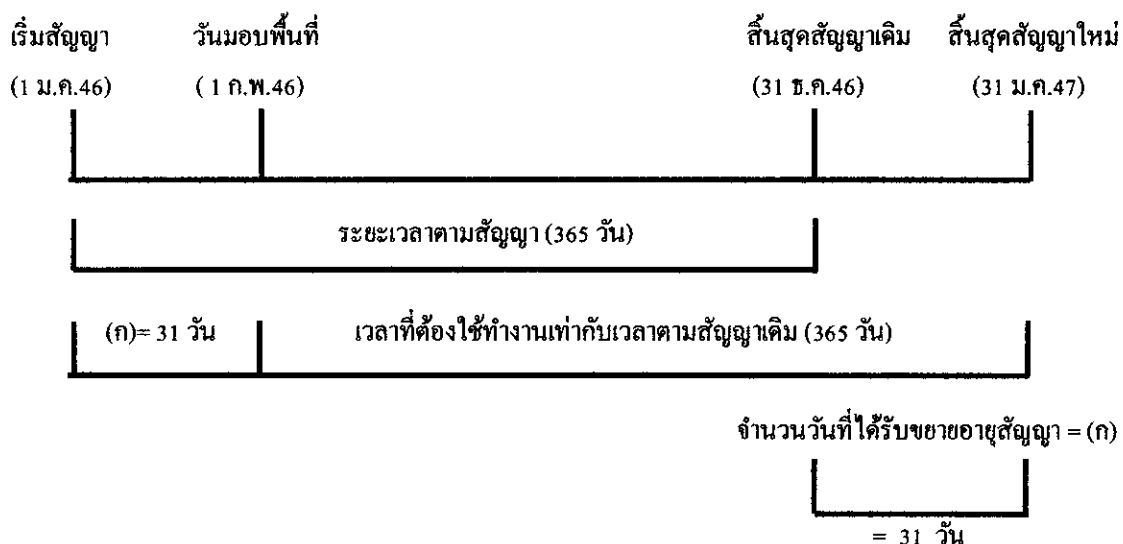 เริ่มสัญญา วันมอบพื้นที่ สิ้นสุดสัญญาเดิม สิ้นสุดสัญญาใหม่
(1 ม.ค.46) ( 1 ก.พ.46) (31 ธ.ค.46) (31 ม.ค.47)
ระยะเวลาตามสัญญา (365 วัน)
(ก)= 31 วัน เวลาที่ต้องใช้ทำงานเท่ากับเวลาตามสัญญาเดิม (365 วัน)
จำนวนวันที่ได้รับขยายอายุสัญญา = (ก)
= 31 วัน